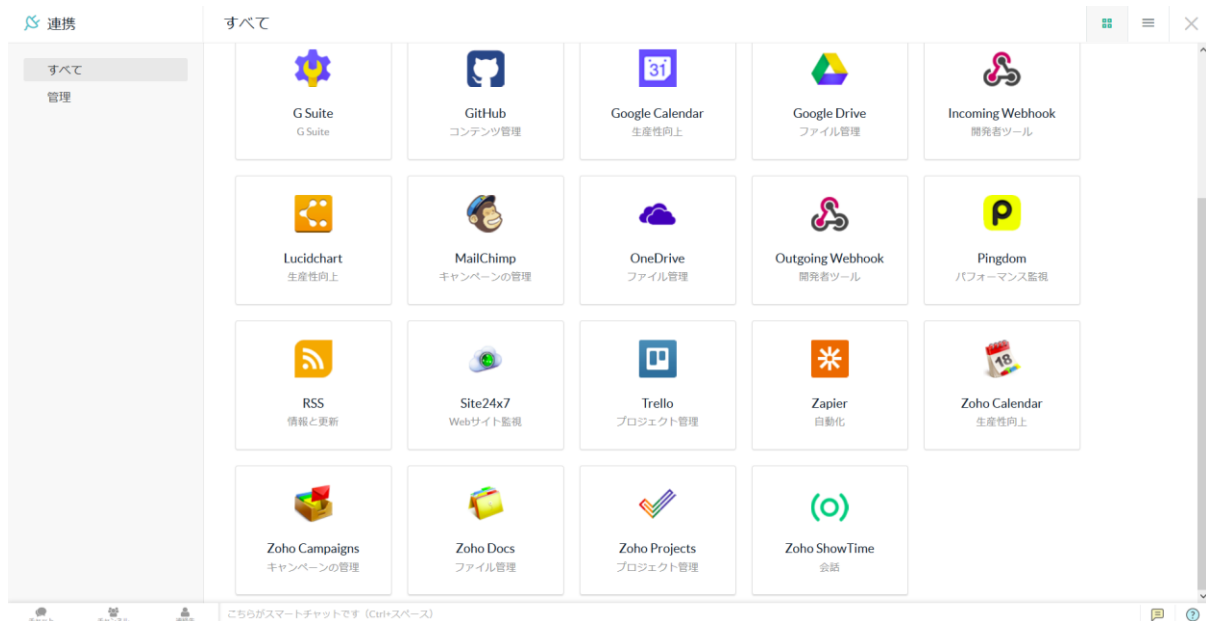 連携
すべて
すべて
管理
31
G Suite
G Suite
GitHub
コンテンツ管理
Google Calendar
生産性向上
Google Drive
ファイル管理
Incoming Webhook
開発者ツール
Lucidchart
生産性向上
MailChimp
キャンペーンの管理
OneDrive
ファイル管理
Outgoing Webhook
開発者ツール
Pingdom
パフォーマンス監視
18
RSS
情報と更新
Site24x7
Webサイト監視
Trello
プロジェクト管理
Zapier
自動化
Zoho Calendar
生産性向上
Zoho Campaigns
キャンペーンの管理
Zoho Docs
ファイル管理
Zoho Projects
プロジェクト管理
Zoho ShowTime
会話
こちらがスマートチャットです（Ctrl+スペース）